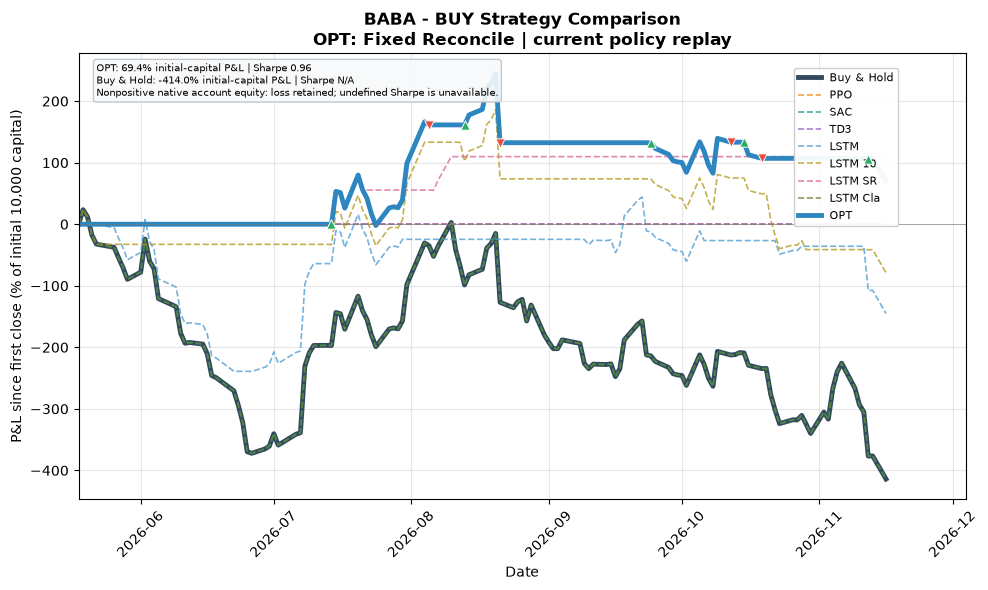 BABA - BUY Strategy Comparison
OPT: Fixed Reconcile | current policy replay
OPT: 69.4% initial-capital P&L | Sharpe 0.96
Buy & Hold: -414.0% initial-capital P&L | Sharpe N/A
Nonpositive native account equity: loss retained; undefined Sharpe is unavailable.
Buy & Hold
PPO
SAC
TD3
LSTM
LSTM 10
LSTM SR
LSTM Cla
OPT
P&L since first close (% of initial 10,000 capital)
200
100
0
−100
−200
−300
−400
2026-06
2026-07
2026-08
2026-09
2026-10
2026-11
2026-12
Date